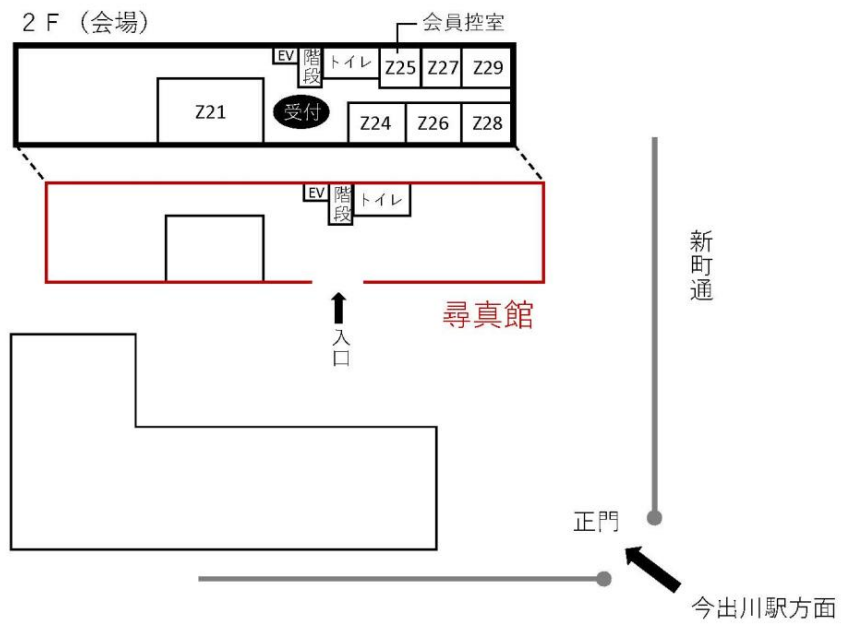 2F（会場）
会員控室
EV
階段
トイレ
Z25
Z27
Z29
Z21
受付
Z24
Z26
Z28
EV
階段
トイレ
新町通
尋真館
入口
正門
今出川駅方面